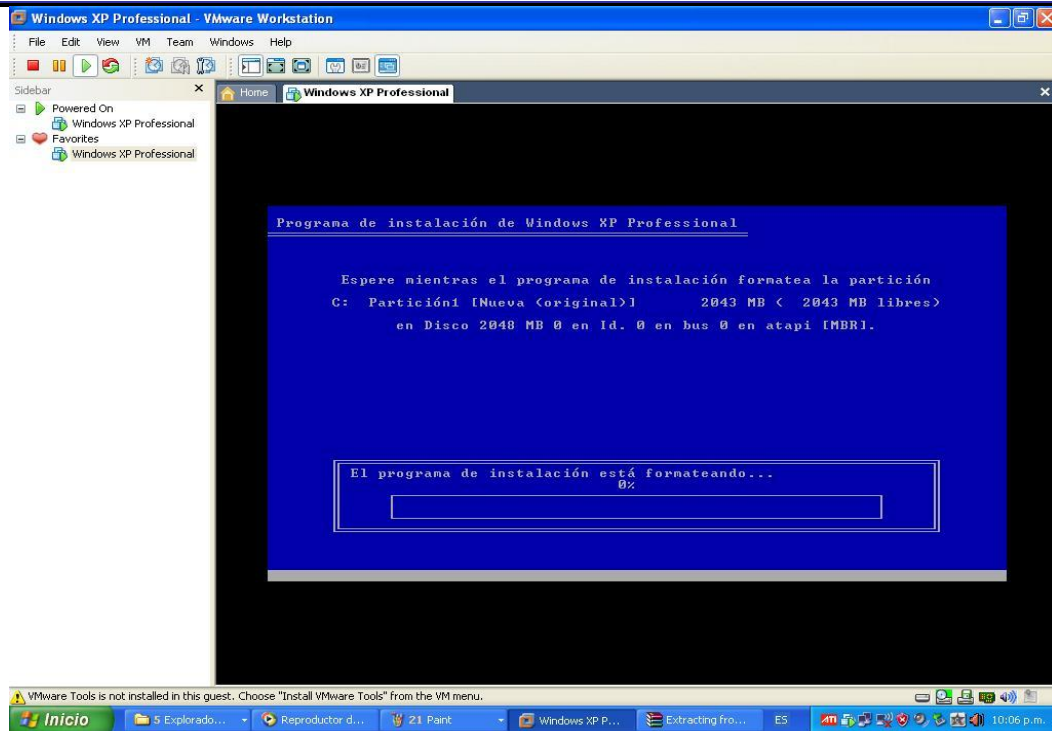 Windows XP Professional - VMware Workstation
File Edit View VM Team Windows Help
Sidebar
Home
Windows XP Professional
Powered On
Windows XP Professional
Favorites
Windows XP Professional
Programa de instalación de Windows XP Professional
Espere mientras el programa de instalación formatea la partición
C: Partición1 [Nueva (original)] 2043 MB ( 2043 MB libres)
en Disco 2048 MB 0 en Id. 0 en bus 0 en atapi [MBR].
El programa de instalación está formateando...
0%
VMware Tools is not installed in this guest. Choose "Install VMware Tools" from the VM menu.
Inicio
5 Explorado...
Reproductor d...
21 Paint
Windows XP P...
Extracting fro...
ES
ATI
10:06 p.m.